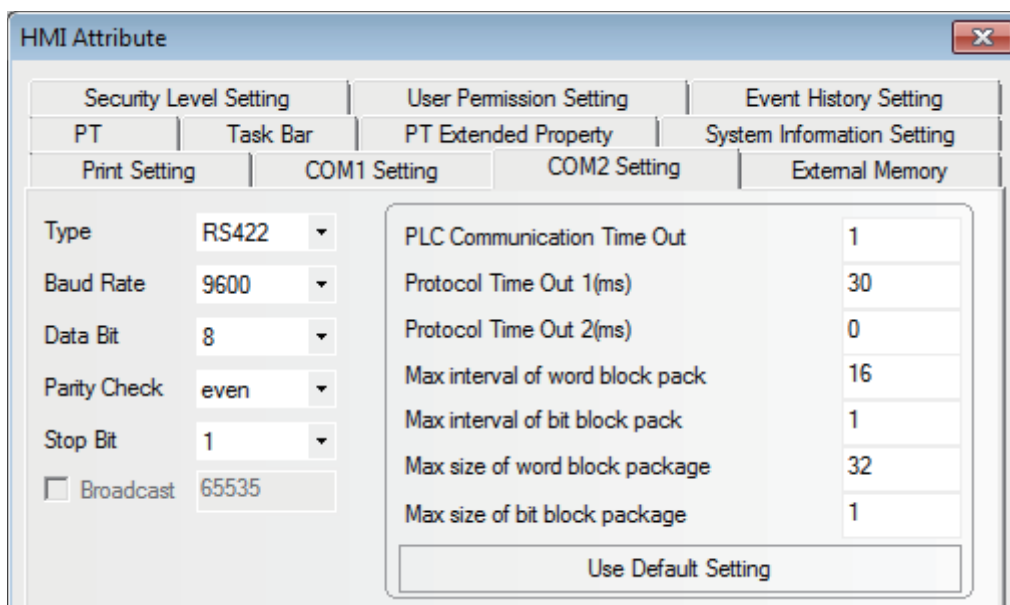 HMI Attribute
Security Level Setting User Permission Setting Event History Setting
PT Task Bar PT Extended Property System Information Setting
Print Setting COM1 Setting COM2 Setting External Memory
Type RS422
Baud Rate 9600
Data Bit 8
Parity Check even
Stop Bit 1
Broadcast 65535
PLC Communication Time Out 1
Protocol Time Out 1(ms) 30
Protocol Time Out 2(ms) 0
Max interval of word block pack 16
Max interval of bit block pack 1
Max size of word block package 32
Max size of bit block package 1
Use Default Setting